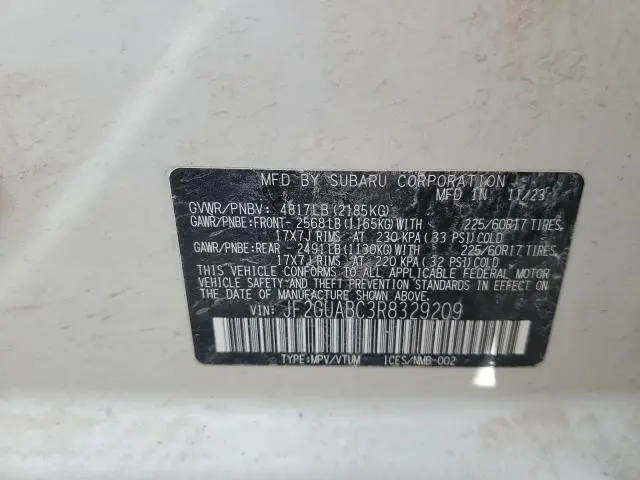 MFD BY SUBARU CORPORATION MFD IN 11/23
GVWR/PNBV: 4817LB(2185KG)
GAWR/PNBE:FRONT- 2568LB(1165KG)WITH 225/60R17 TIRES,
17X7J RIMS AT 230 KPA (33 PSI)COLD
GAWR/PNBE:REAR -2491LB(1130KG)WITH 225/60R17 TIRES,
17X7J RIMS AT 220 KPA (32 PSI)COLD
THIS VEHICLE CONFORMS TO ALL APPLICABLE FEDERAL MOTOR
VEHICLE SAFETY AND BUMPER STANDARDS IN EFFECT ON
THE DATE OF MANUFACTURE SHOWN ABOVE.
VIN: JF2GUABC3R8329209
TYPE:MPV/VTUM ICES/NMB-002